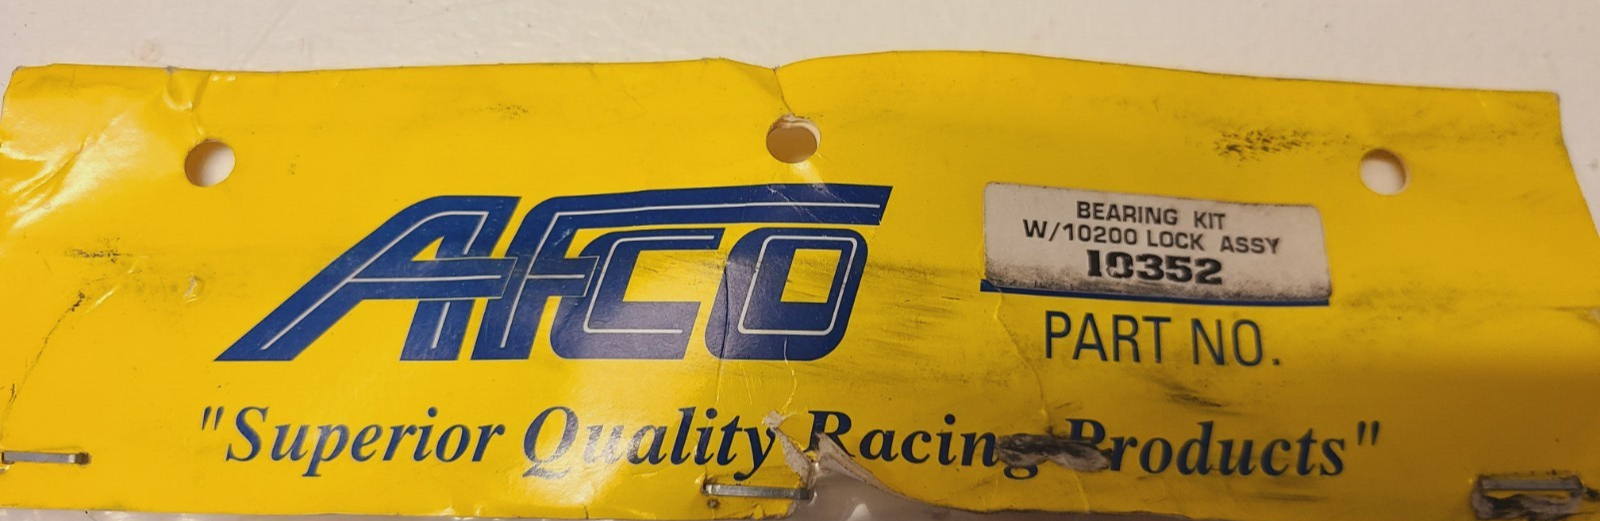 AFCO
BEARING KIT
W/10200 LOCK ASSY
10352
PART NO.
"Superior Quality Racing Products"